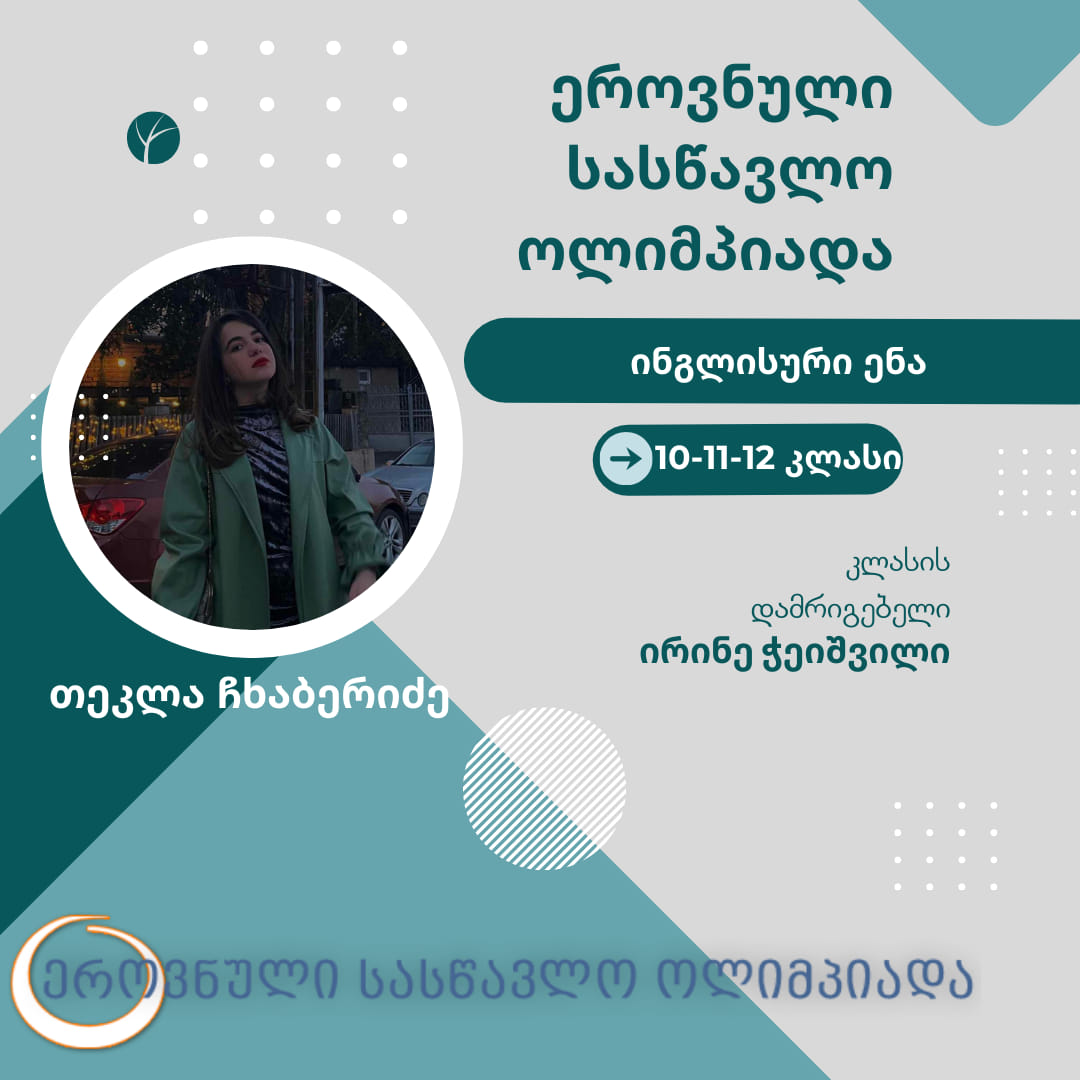 ეროვნული
სასწავლო
ოლიმპიადა
ინგლისური ენა
10-11-12 კლასი
კლასის
დამრიგებელი
ირინე ჭეიშვილი
თეკლა ჩხაბერიძე
ეროვნული სასწავლო ოლიმპიადა